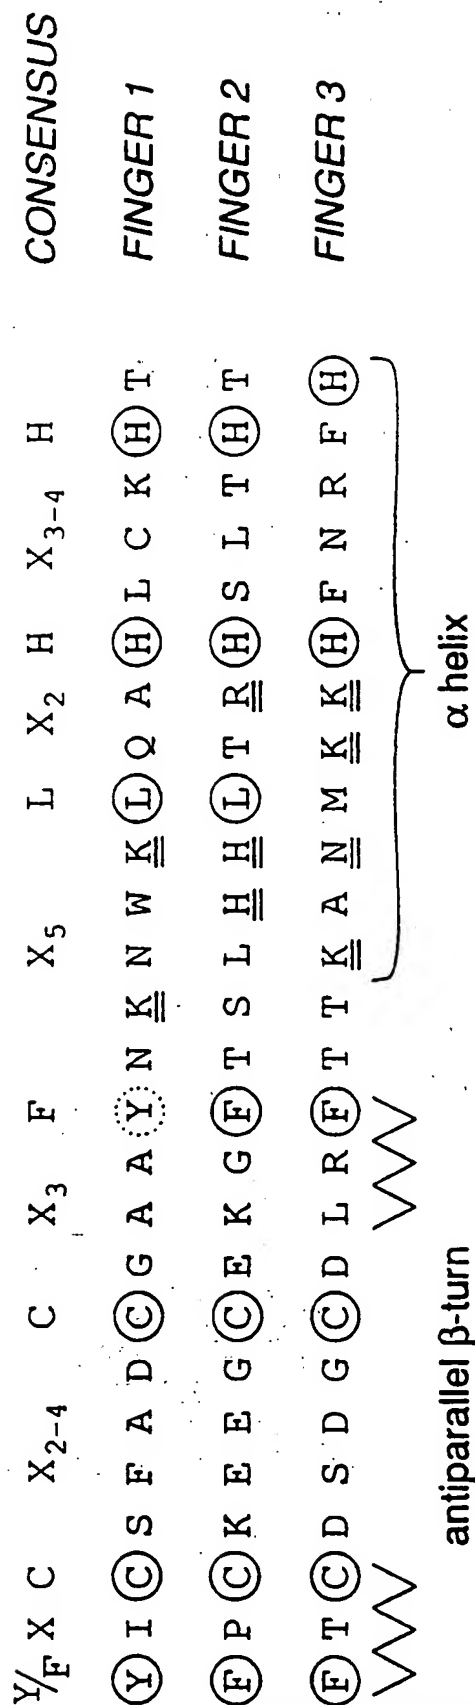 Y/F X C X₂₋₄ C X₃ F X₅ L X₂ H X₃₋₄ H CONSENSUS
Y I C S F A D C G A A Y N K N W K L Q A H L C K H T FINGER 1
F P C K E E G C E K G F T S L H H L T R H S L T H T FINGER 2
F T C D S D G C D L R F T T K A N M K K H F N R F H FINGER 3
antiparallel β-turn α helix